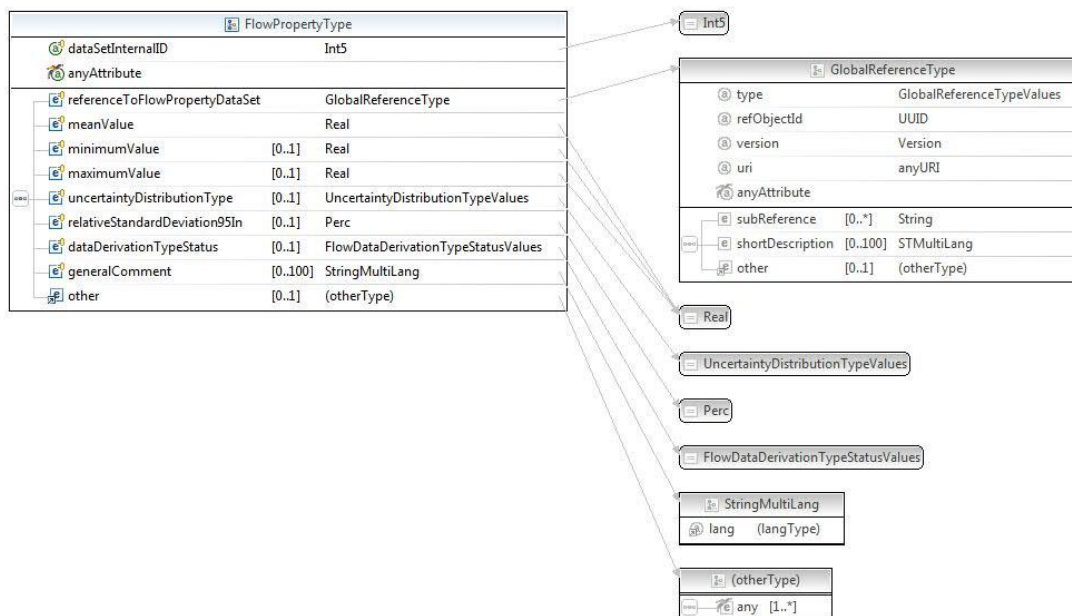 FlowPropertyType
dataSetInternalID Int5
anyAttribute
referenceToFlowPropertyDataSet GlobalReferenceType
meanValue Real
minimumValue [0..1] Real
maximumValue [0..1] Real
uncertaintyDistributionType [0..1] UncertaintyDistributionTypeValues
relativeStandardDeviation95In [0..1] Perc
dataDerivationTypeStatus [0..1] FlowDataDerivationTypeStatusValues
generalComment [0..100] StringMultiLang
other [0..1] (otherType)
Int5
GlobalReferenceType
type GlobalReferenceTypeValues
refObjectId UUID
version Version
uri anyURI
anyAttribute
subReference [0..*] String
shortDescription [0..100] STMultiLang
other [0..1] (otherType)
Real
UncertaintyDistributionTypeValues
Perc
FlowDataDerivationTypeStatusValues
StringMultiLang
lang (langType)
(otherType)
any [1..*]